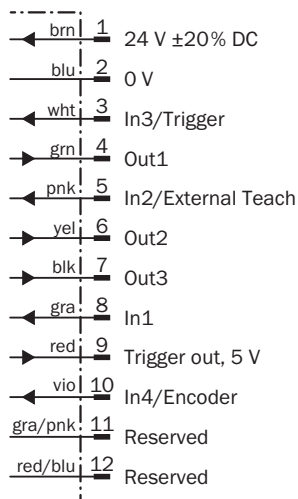 brn 1 24 V ±20% DC
blu 2 0 V
wht 3 In3/Trigger
grn 4 Out1
pnk 5 In2/External Teach
yel 6 Out2
blk 7 Out3
gra 8 In1
red 9 Trigger out, 5 V
vio 10 In4/Encoder
gra/pnk 11 Reserved
red/blu 12 Reserved